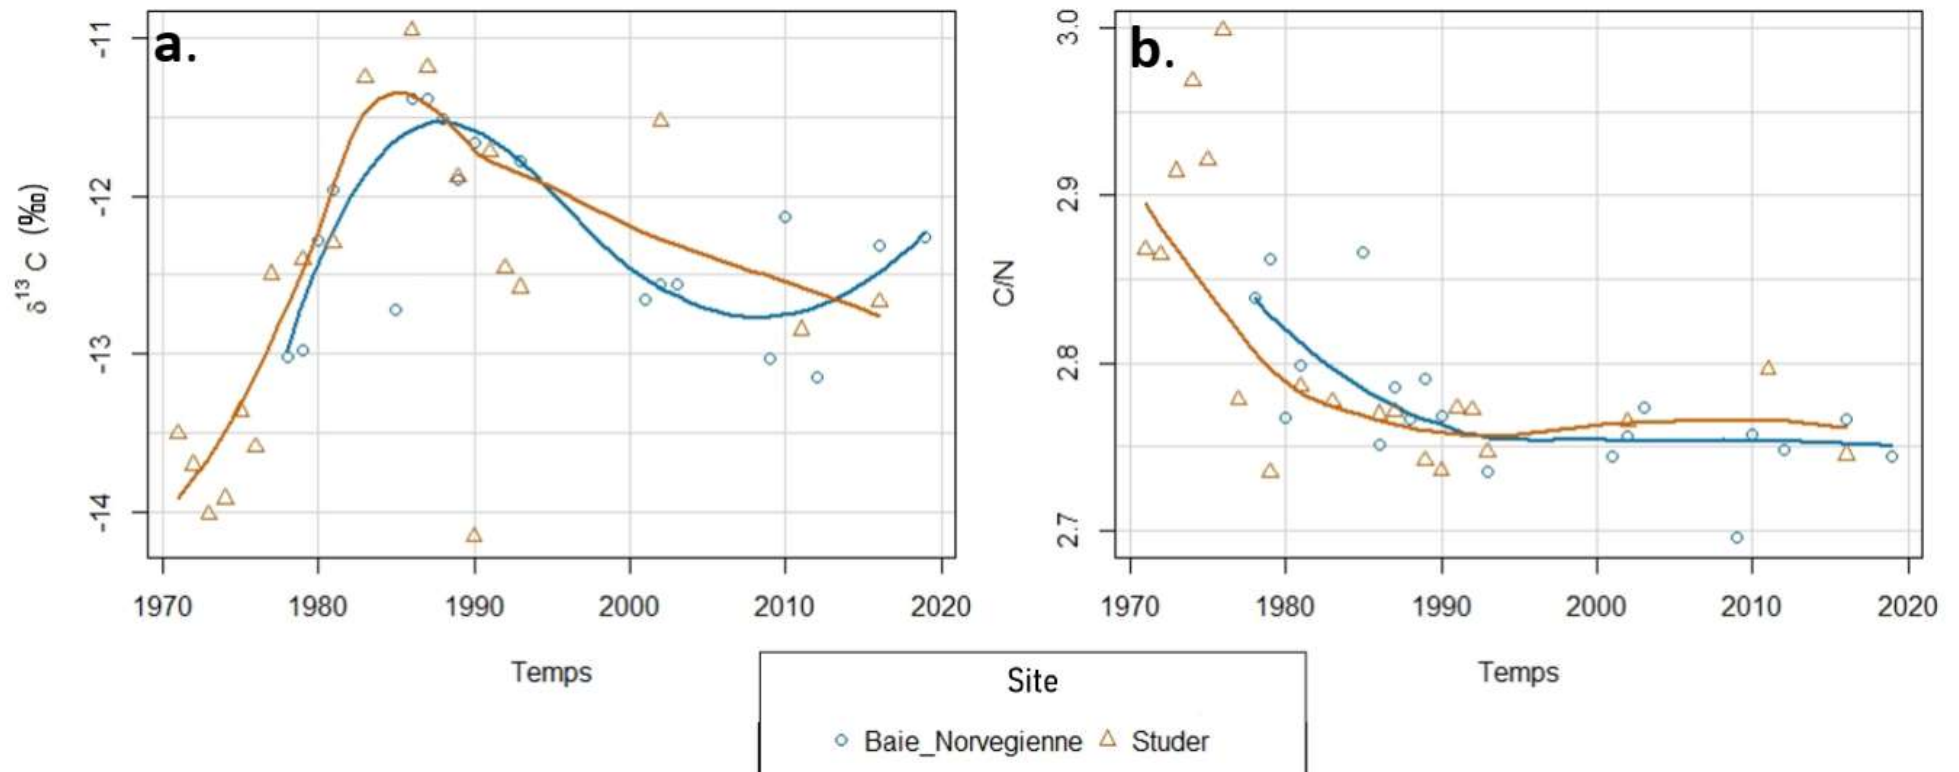 a.
-11
-12
-13
-14
δ13 C (‰)
1970 1980 1990 2000 2010 2020
Temps
b.
3.0
2.9
2.8
2.7
C/N
1970 1980 1990 2000 2010 2020
Temps
Site
Baie_Norvegienne Studer